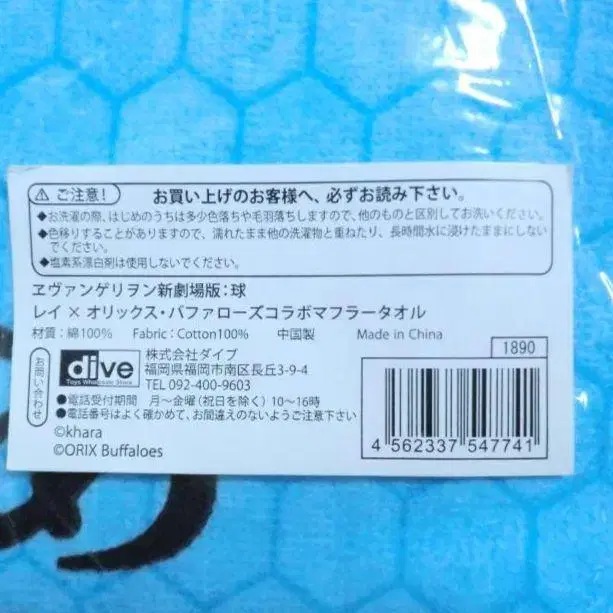 ⚠ ご注意! お買い上げのお客様へ、必ずお読み下さい。
◆お洗濯の際、はじめのうちは多少色落ちや毛羽落ちしますので、他のものと区別してお洗いください。
◆色移りすることがありますので、濡れたまま他の洗濯物と重ねたり、長時間水に浸けたままにしない
でください。
◆塩素系漂白剤は使用しないでください。
ヱヴァンゲリヲン新劇場版:球
レイ×オリックス・バファローズコラボマフラータオル
材質:綿100% Fabric:Cotton100% 中国製 Made in China
1890
お問い合わせ
dive
Toys Wholesale Store
株式会社ダイブ
福岡県福岡市南区長丘3-9-4
TEL 092-400-9603
●電話受付期間 月~金曜(祝日を除く)10~16時
●電話番号はよく確かめて、お間違えのないようご注意下さい
©khara
©ORIX Buffaloes
4 562337 547741